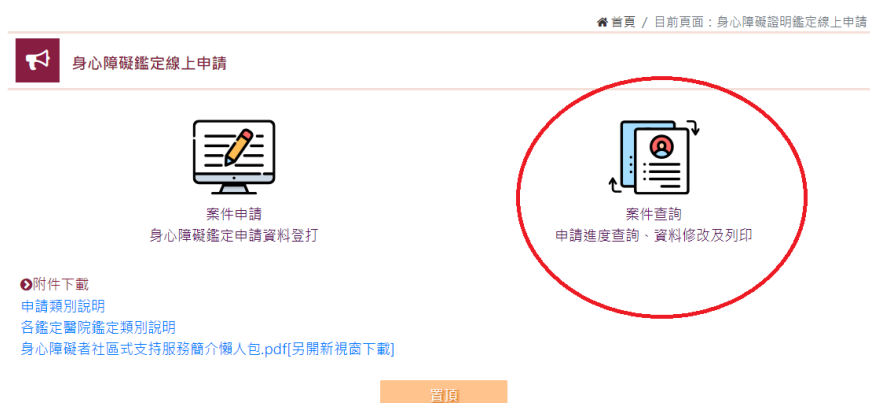 首頁 / 目前頁面：身心障礙證明鑑定線上申請
身心障礙鑑定線上申請
案件申請
身心障礙鑑定申請資料登打
案件查詢
申請進度查詢、資料修改及列印
附件下載
申請類別說明
各鑑定醫院鑑定類別說明
身心障礙者社區式支持服務簡介懶人包.pdf[另開新視窗下載]
置頂